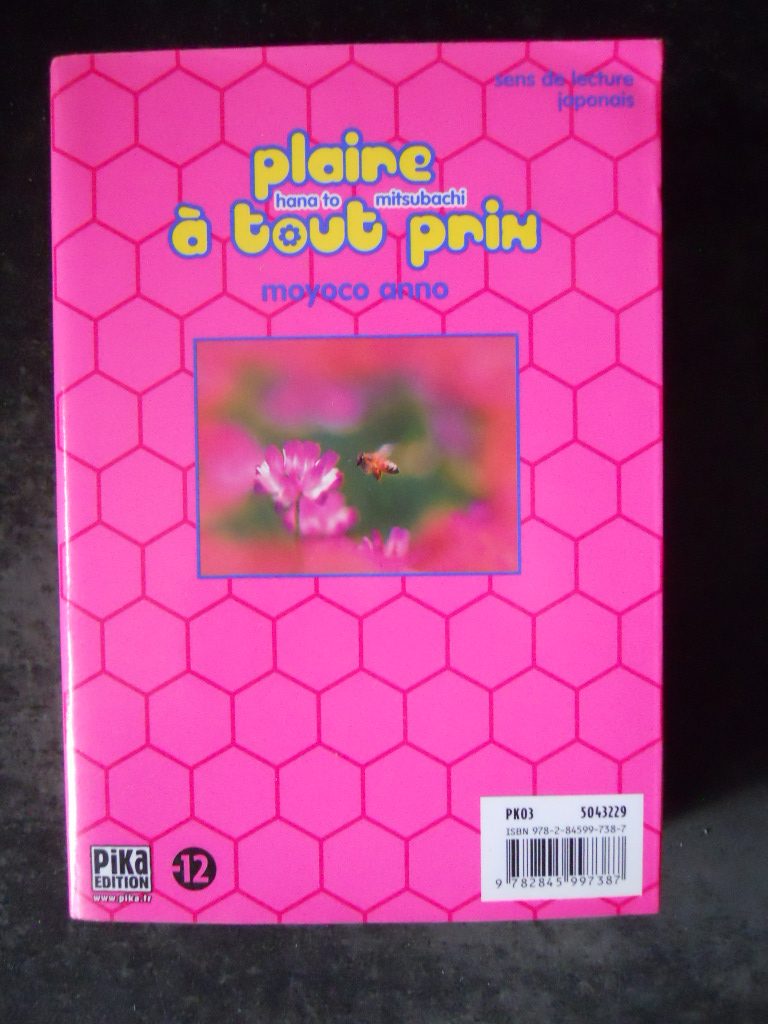 sens de lecture
japonais
plaire
hana to mitsubachi
à tout prix
moyoco anno
PK03 5043229
ISBN 978-2-84599-738-7
9 782845 997387
PiKa
EDITION
www.pika.fr
-12